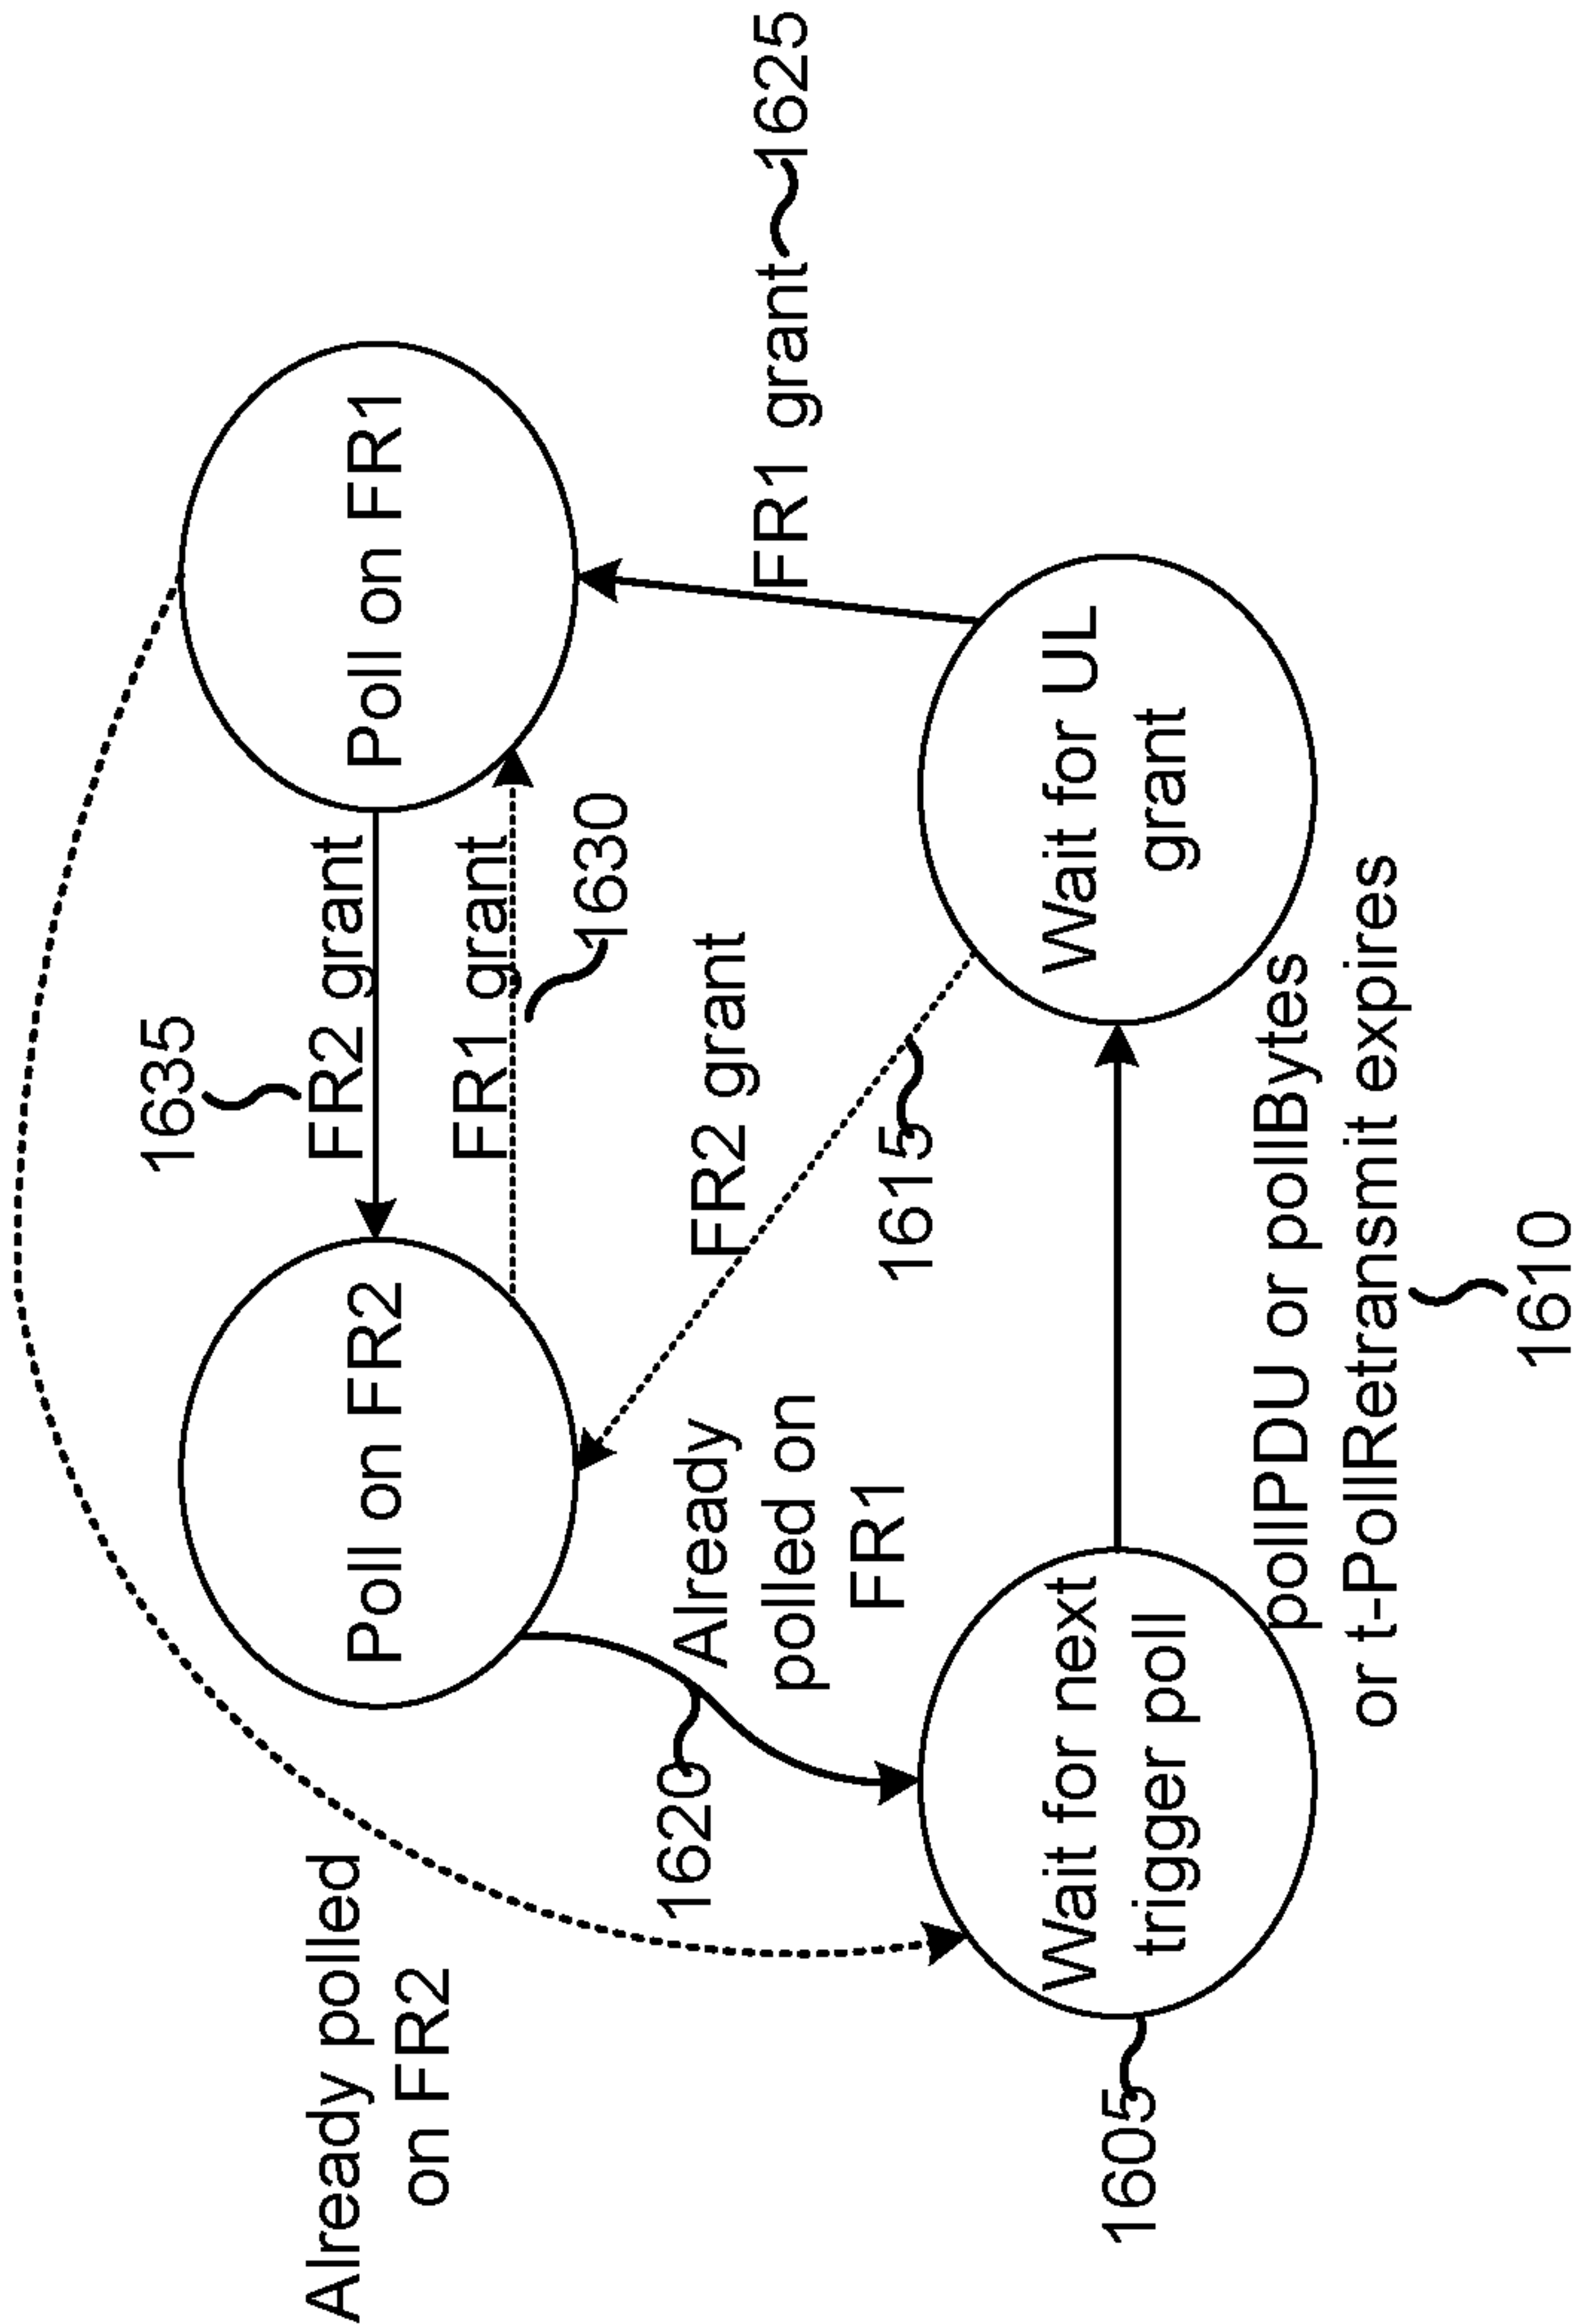 1635
FR2 grant
Poll on FR2
Poll on FR1
FR1 grant
1630
Already polled
on FR2
FR2 grant
1615
FR1 grant
1625
Already
polled on
FR1
1620
Wait for next
trigger poll
Wait for UL
grant
1605
pollPDU or pollBytes
or t-PollRetransmit expires
1610